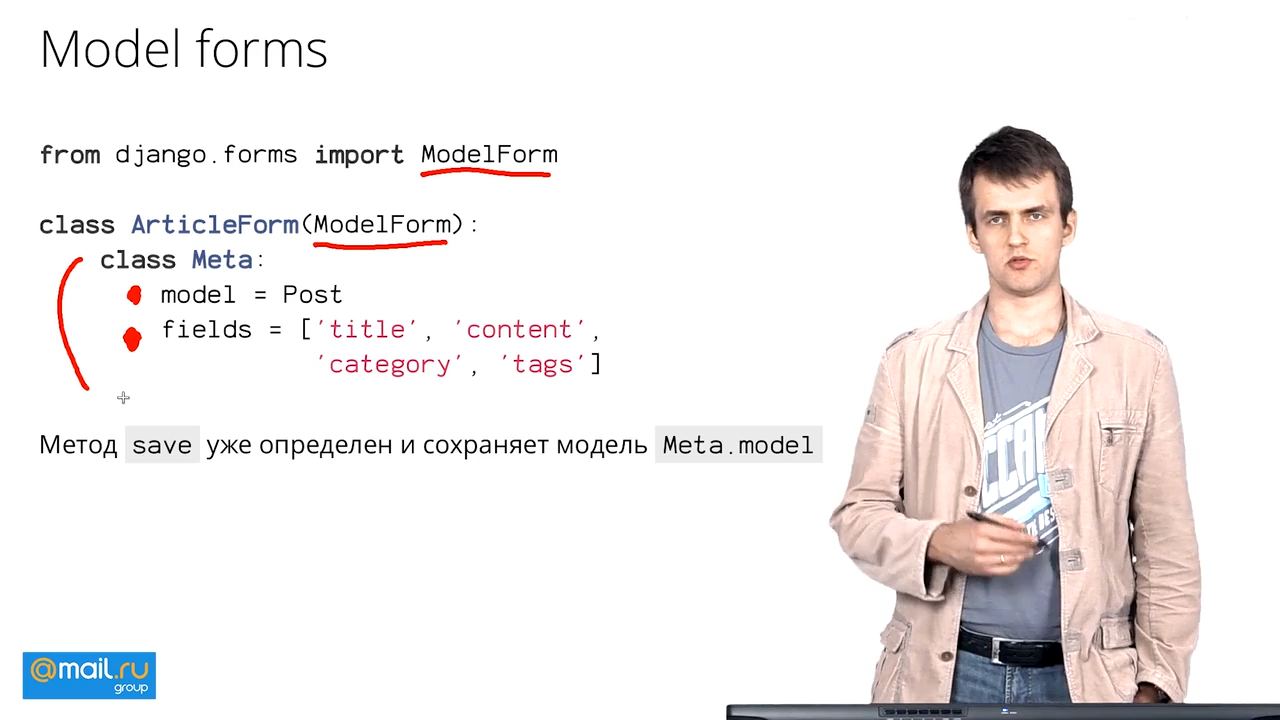 Model forms
from django.forms import ModelForm
class ArticleForm(ModelForm):
class Meta:
model = Post
fields = ['title', 'content',
'category', 'tags']
Метод save уже определен и сохраняет модель Meta.model
@mail.ru
group